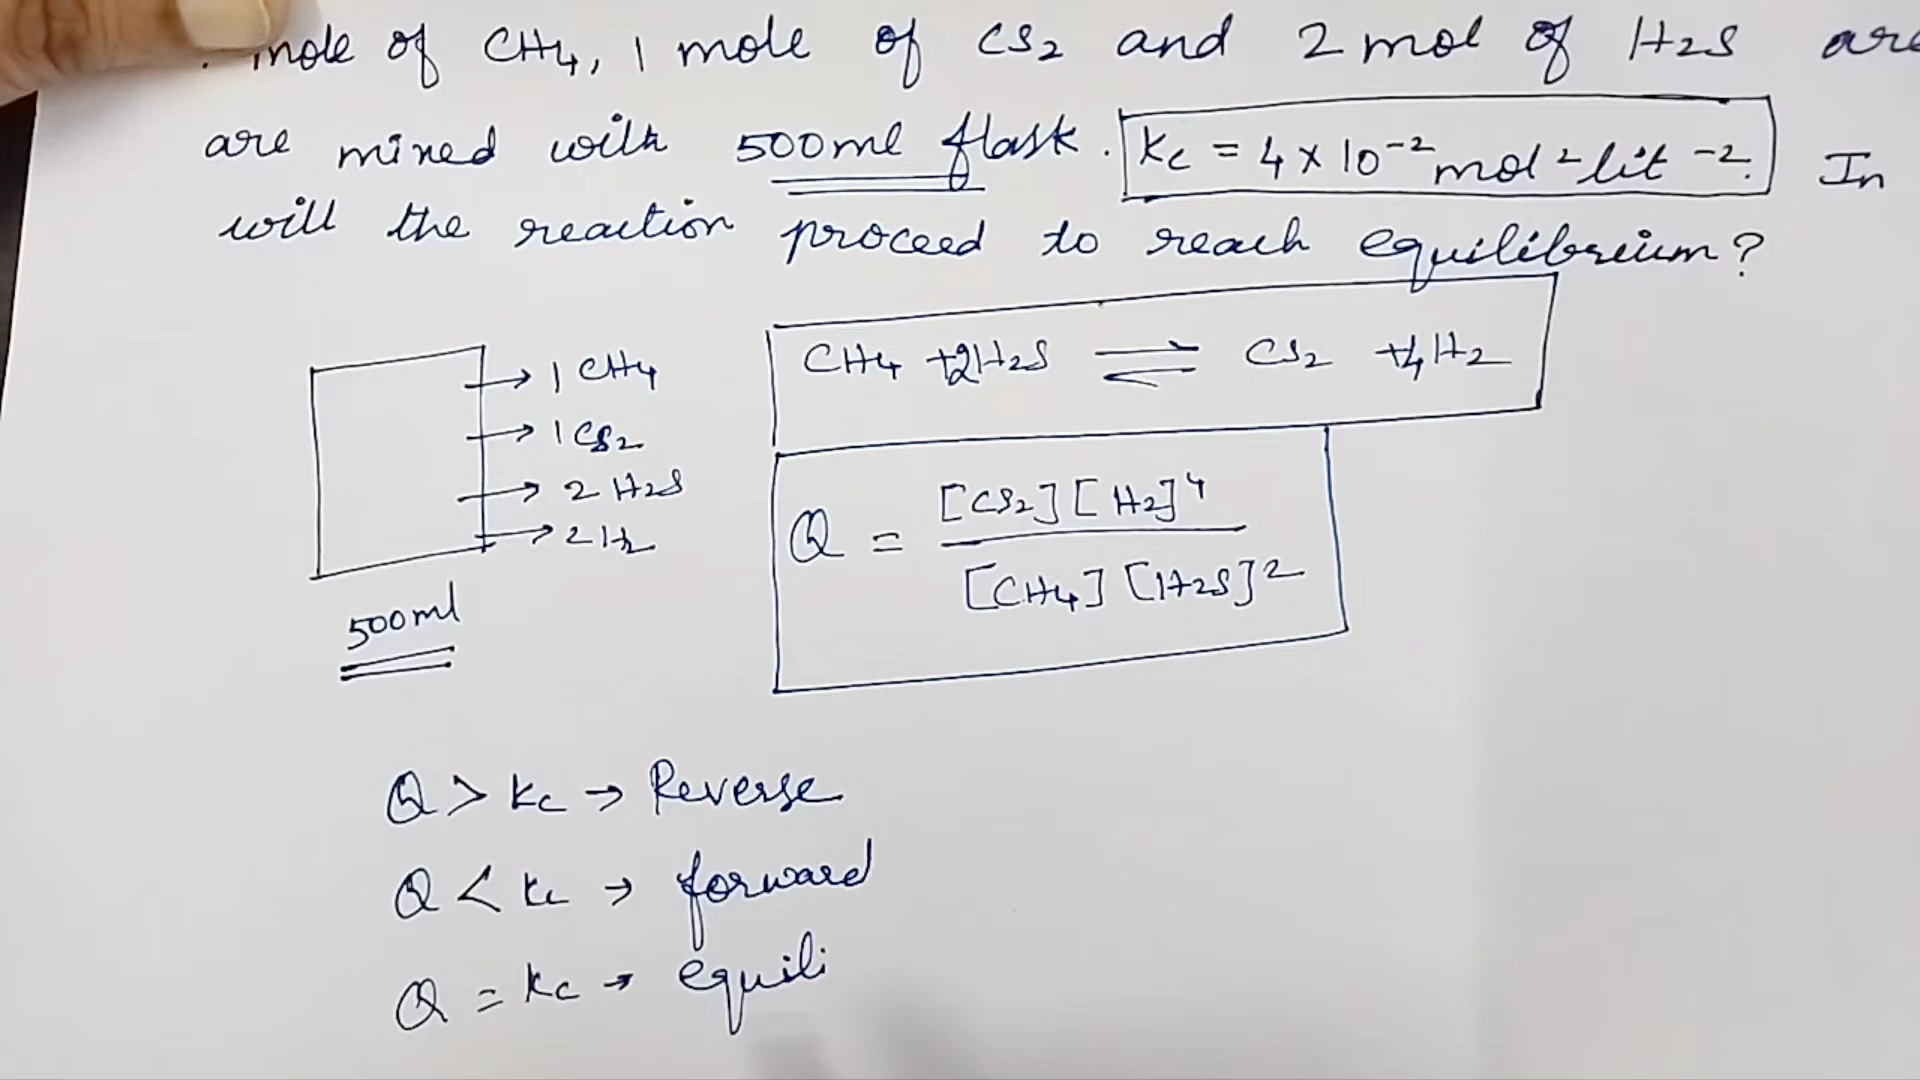 mole of CH4, 1 mole of CS2 and 2 mol of H2S are
are mixed with 500ml flask. Kc = 4 × 10⁻² mol² lit⁻². In
will the reaction proceed to reach equilibrium?
CH4 + 2H2S ⇌ CS2 + 4H2
→ 1 CH4
→ 1 CS2
→ 2 H2S
→ 2 H2
500ml
Q = [CS2][H2]⁴ / [CH4][H2S]²
Q > Kc → Reverse
Q < Kc → forward
Q = Kc → equili